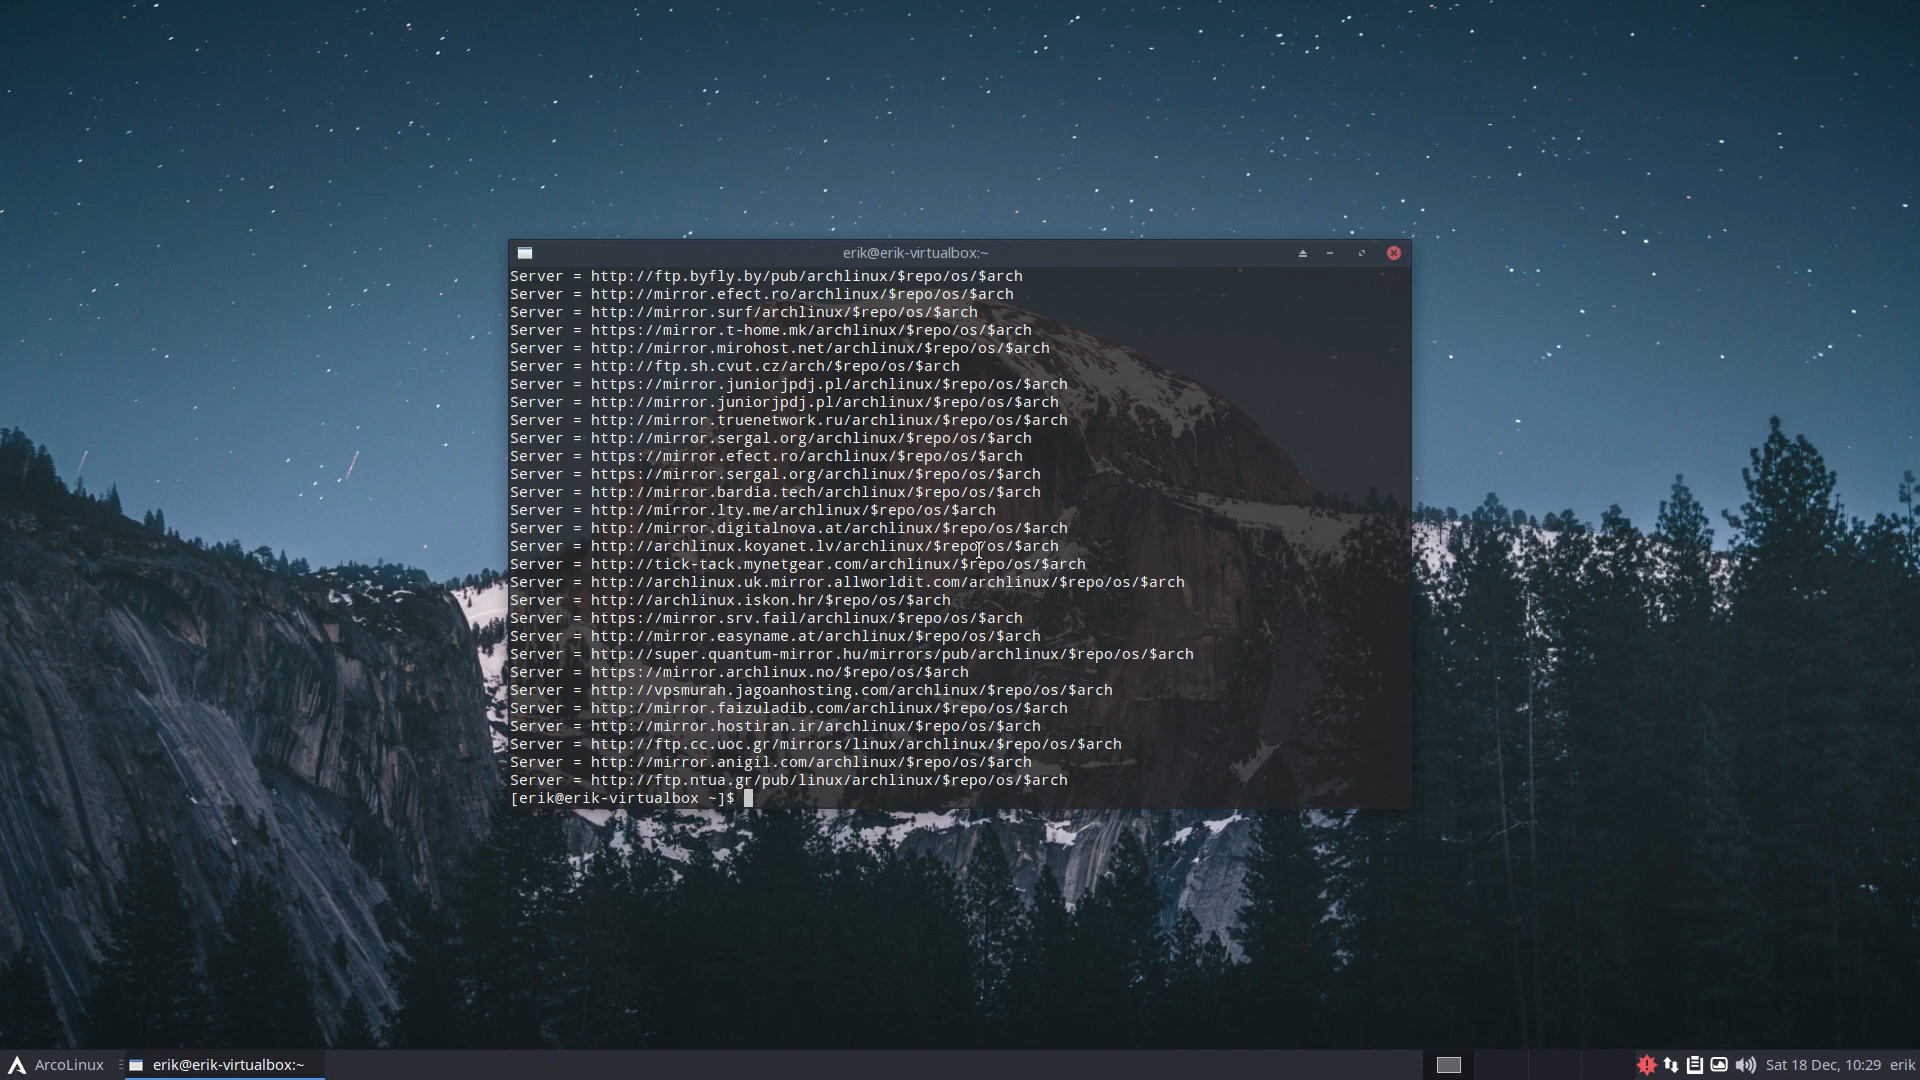 erik@erik-virtualbox:~
Server = http://ftp.byfly.by/pub/archlinux/$repo/os/$arch
Server = http://mirror.efect.ro/archlinux/$repo/os/$arch
Server = http://mirror.surf/archlinux/$repo/os/$arch
Server = https://mirror.t-home.mk/archlinux/$repo/os/$arch
Server = http://mirror.mirohost.net/archlinux/$repo/os/$arch
Server = http://ftp.sh.cvut.cz/arch/$repo/os/$arch
Server = https://mirror.juniorjpdj.pl/archlinux/$repo/os/$arch
Server = http://mirror.juniorjpdj.pl/archlinux/$repo/os/$arch
Server = http://mirror.truenetwork.ru/archlinux/$repo/os/$arch
Server = http://mirror.sergal.org/archlinux/$repo/os/$arch
Server = https://mirror.efect.ro/archlinux/$repo/os/$arch
Server = https://mirror.sergal.org/archlinux/$repo/os/$arch
Server = http://mirror.bardia.tech/archlinux/$repo/os/$arch
Server = http://mirror.lty.me/archlinux/$repo/os/$arch
Server = http://mirror.digitalnova.at/archlinux/$repo/os/$arch
Server = http://archlinux.koyanet.lv/archlinux/$repo/os/$arch
Server = http://tick-tack.mynetgear.com/archlinux/$repo/os/$arch
Server = http://archlinux.uk.mirror.allworldit.com/archlinux/$repo/os/$arch
Server = http://archlinux.iskon.hr/$repo/os/$arch
Server = https://mirror.srv.fail/archlinux/$repo/os/$arch
Server = http://mirror.easyname.at/archlinux/$repo/os/$arch
Server = http://super.quantum-mirror.hu/mirrors/pub/archlinux/$repo/os/$arch
Server = https://mirror.archlinux.no/$repo/os/$arch
Server = http://vpsmurah.jagoanhosting.com/archlinux/$repo/os/$arch
Server = http://mirror.faizuladib.com/archlinux/$repo/os/$arch
Server = http://mirror.hostiran.ir/archlinux/$repo/os/$arch
Server = http://ftp.cc.uoc.gr/mirrors/linux/archlinux/$repo/os/$arch
Server = http://mirror.anigil.com/archlinux/$repo/os/$arch
Server = http://ftp.ntua.gr/pub/linux/archlinux/$repo/os/$arch
[erik@erik-virtualbox ~]$
ArcoLinux erik@erik-virtualbox:~ Sat 18 Dec, 10:29 erik